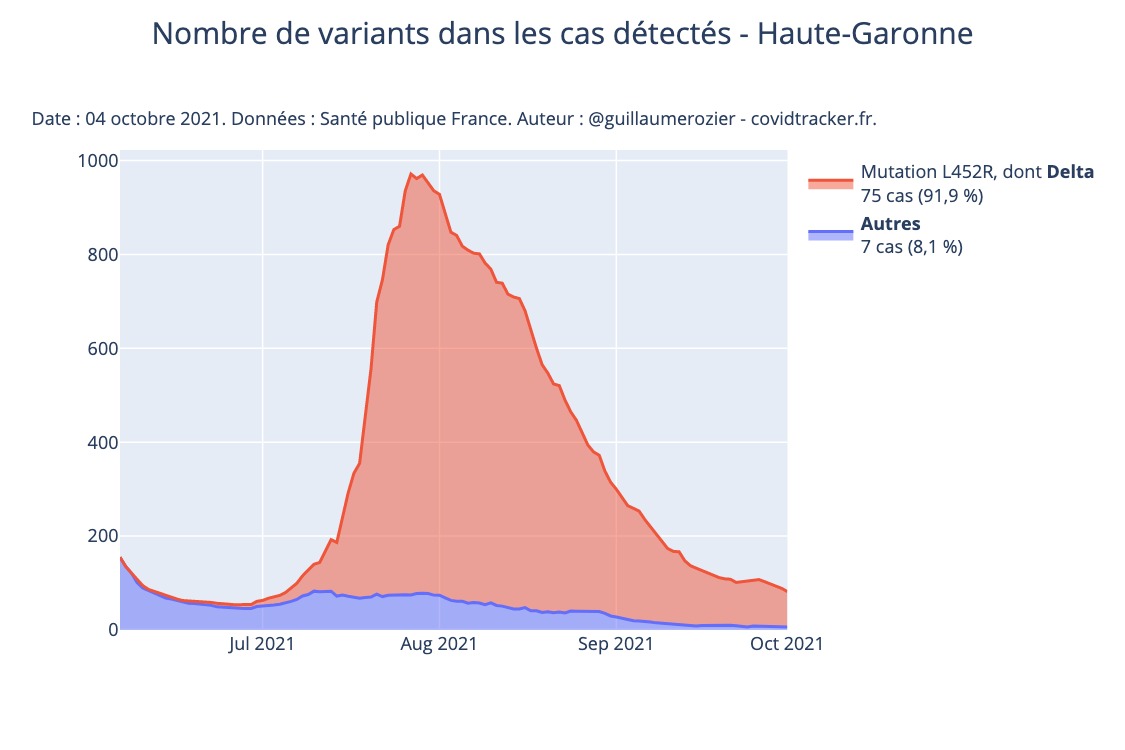 Nombre de variants dans les cas détectés - Haute-Garonne
Date : 04 octobre 2021. Données : Santé publique France. Auteur : @guillaumerozier - covidtracker.fr.
1000
800
600
400
200
0
Jul 2021
Aug 2021
Sep 2021
Oct 2021
Mutation L452R, dont Delta
75 cas (91,9 %)
Autres
7 cas (8,1 %)